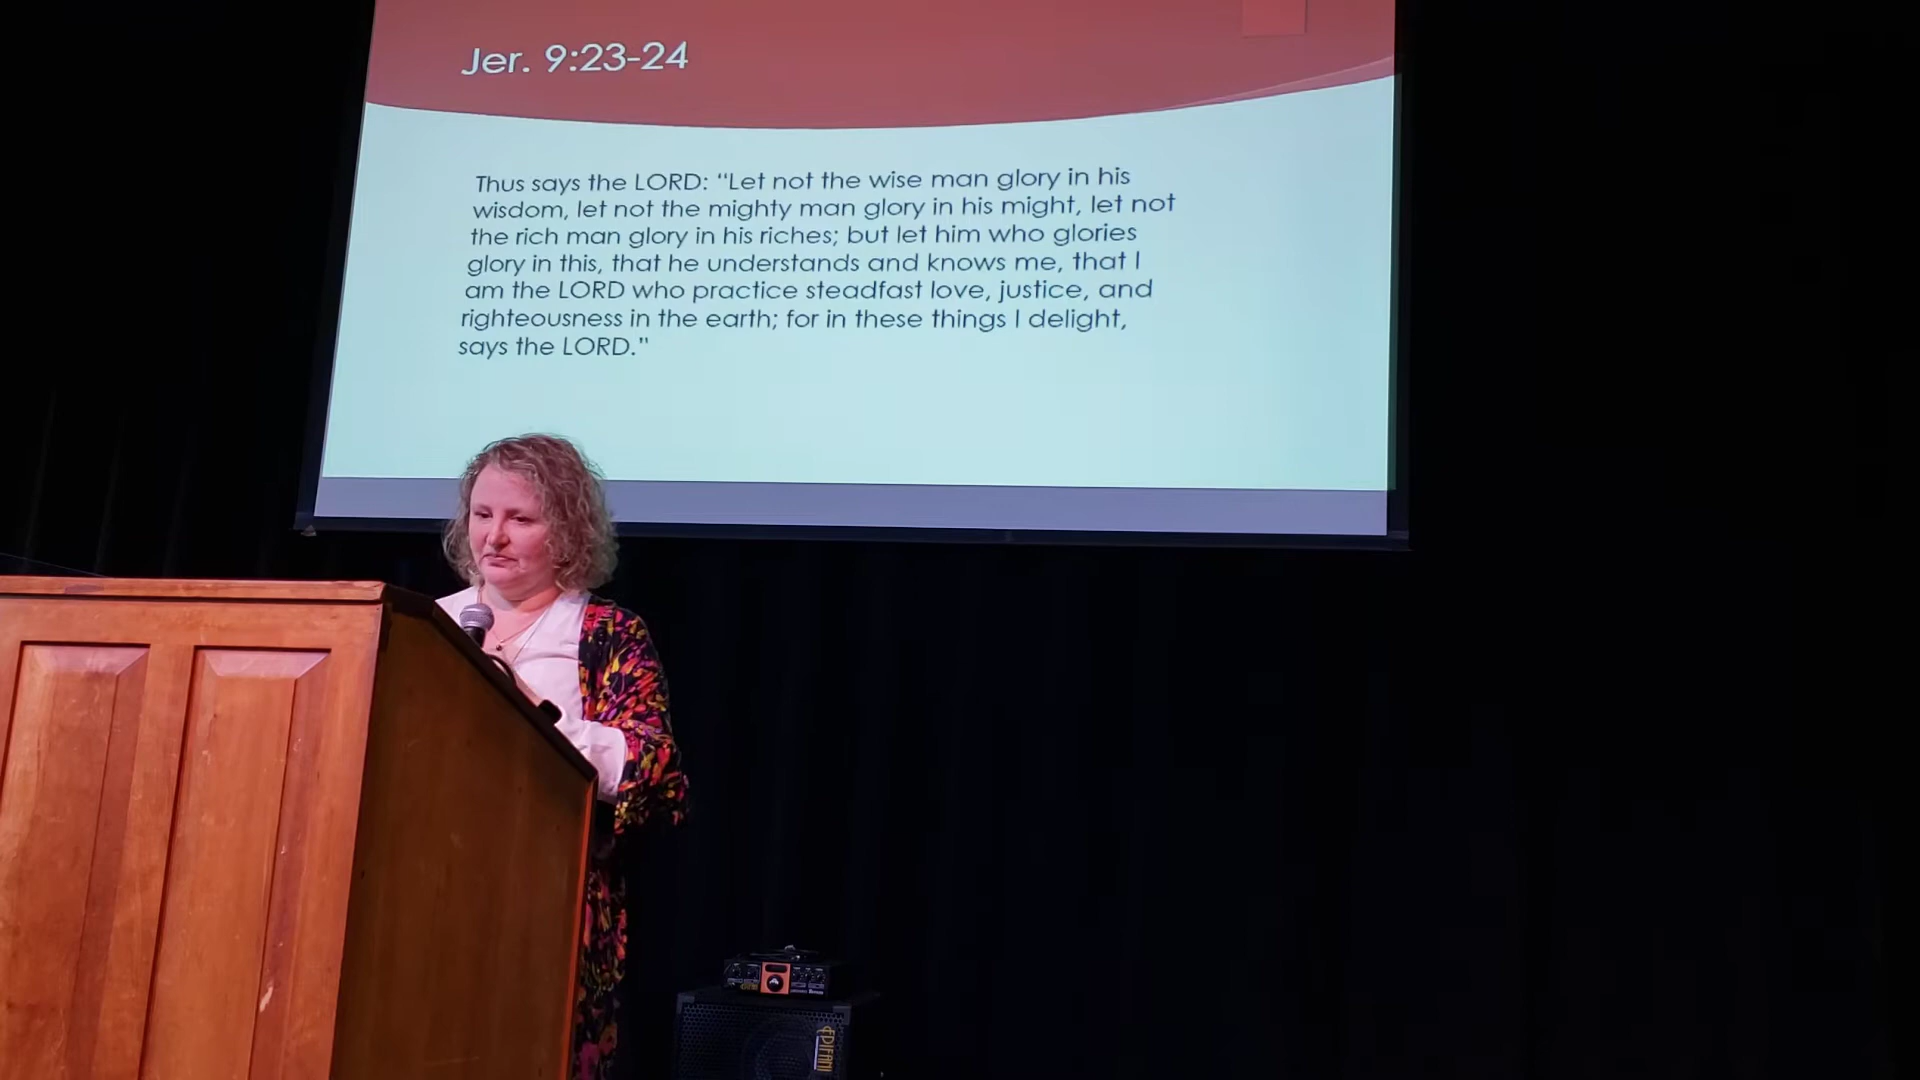 Jer. 9:23-24
Thus says the LORD: “Let not the wise man glory in his
wisdom, let not the mighty man glory in his might, let not
the rich man glory in his riches; but let him who glories
glory in this, that he understands and knows me, that I
am the LORD who practice steadfast love, justice, and
righteousness in the earth; for in these things I delight,
says the LORD.”
EPIFANI